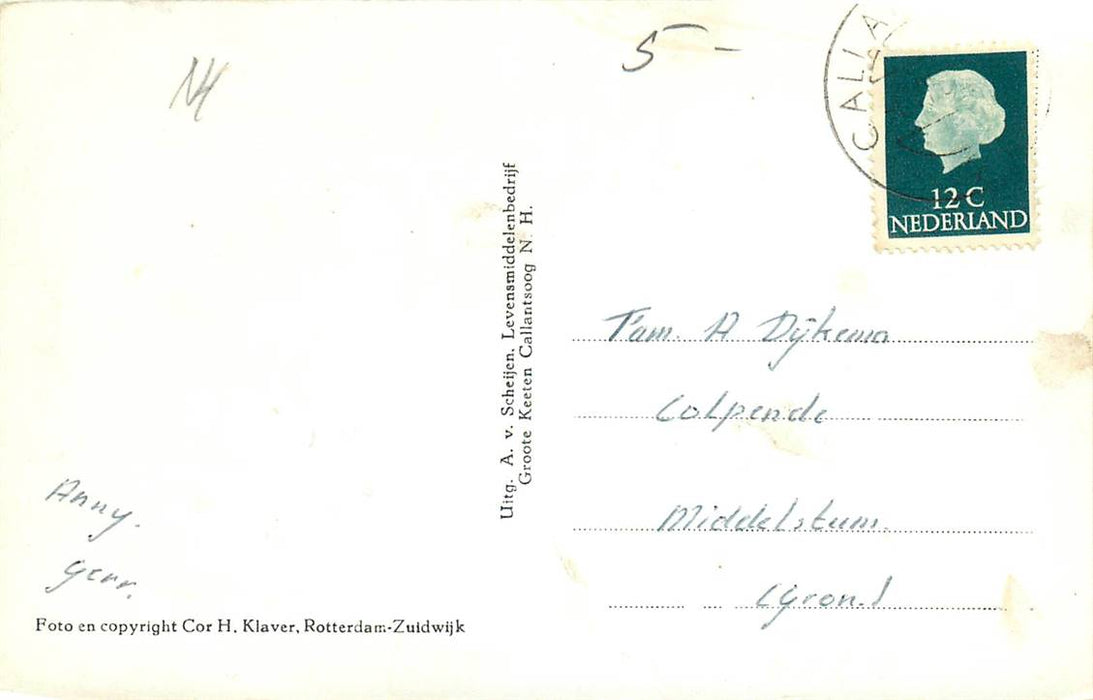 NH
5 -
CALLA
12 C
NEDERLAND
Uitg. A. v. Scheijen, Levensmiddelenbedrijf
Groote Keeten Callantsoog N. H.
Fam. A Dijkema
Colpende
Middelstum.
(Gron.)
Anny.
Gerr.
Foto en copyright Cor H. Klaver, Rotterdam-Zuidwijk